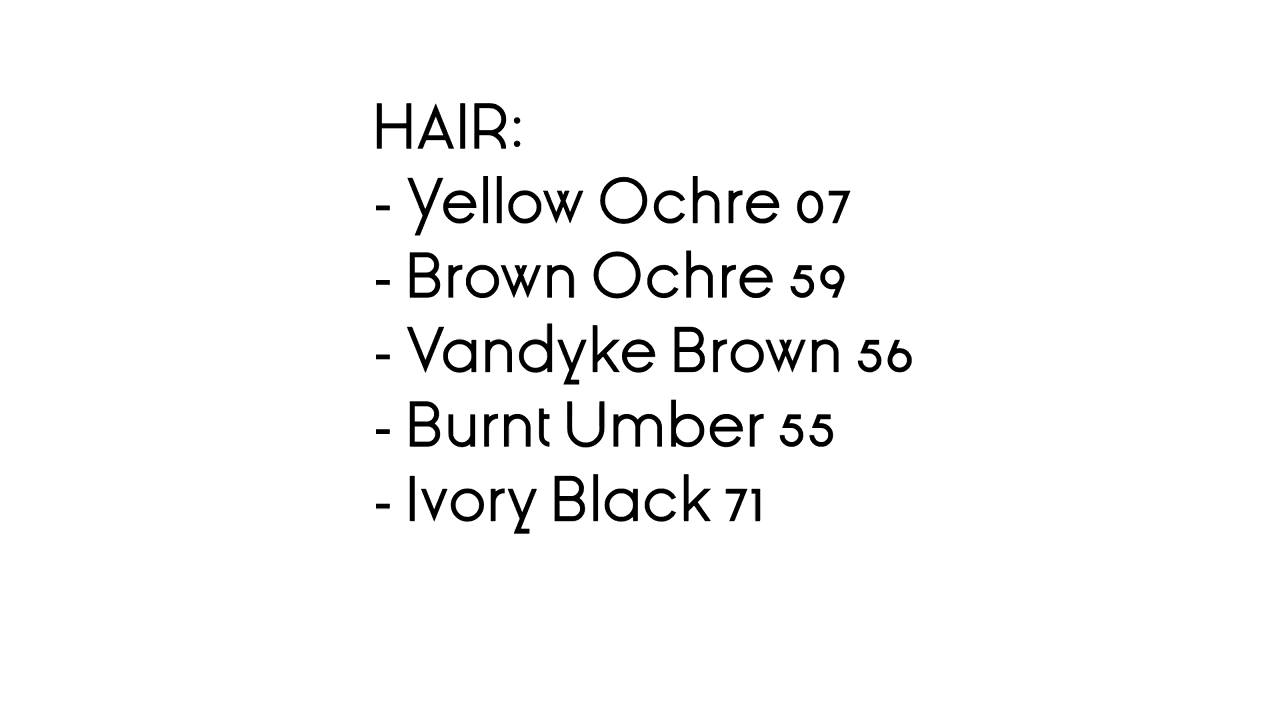 HAIR:
- Yellow Ochre 07
- Brown Ochre 59
- Vandyke Brown 56
- Burnt Umber 55
- Ivory Black 71